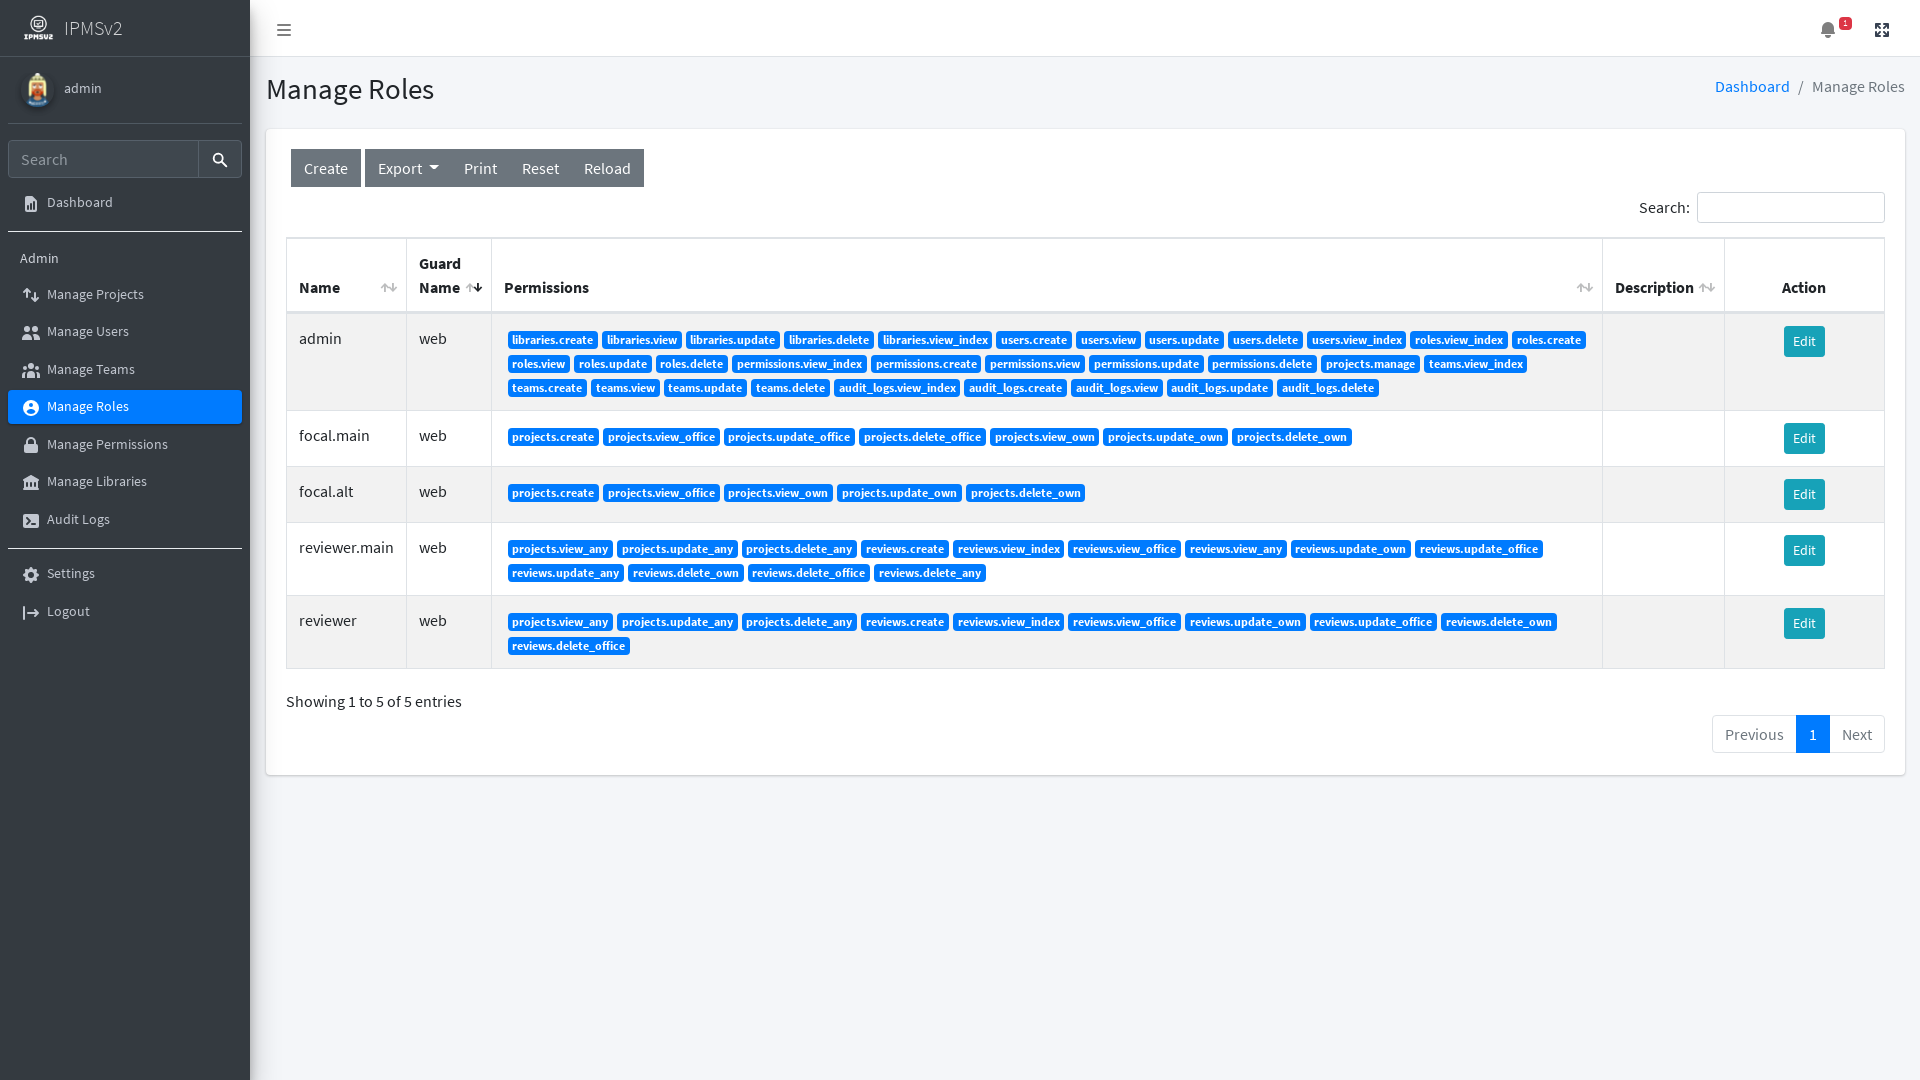 IPMSV2
IPMSv2
admin
Search
Dashboard
Admin
Manage Projects
Manage Users
Manage Teams
Manage Roles
Manage Permissions
Manage Libraries
Audit Logs
Settings
Logout
1
Manage Roles
Dashboard / Manage Roles
Create Export Print Reset Reload
Search:
Name Guard Name Permissions Description Action
admin web libraries.create libraries.view libraries.update libraries.delete libraries.view_index users.create users.view users.update users.delete users.view_index roles.view_index roles.create Edit
roles.view roles.update roles.delete permissions.view_index permissions.create permissions.view permissions.update permissions.delete projects.manage teams.view_index
teams.create teams.view teams.update teams.delete audit_logs.view_index audit_logs.create audit_logs.view audit_logs.update audit_logs.delete
focal.main web projects.create projects.view_office projects.update_office projects.delete_office projects.view_own projects.update_own projects.delete_own Edit
focal.alt web projects.create projects.view_office projects.view_own projects.update_own projects.delete_own Edit
reviewer.main web projects.view_any projects.update_any projects.delete_any reviews.create reviews.view_index reviews.view_office reviews.view_any reviews.update_own reviews.update_office Edit
reviews.update_any reviews.delete_own reviews.delete_office reviews.delete_any
reviewer web projects.view_any projects.update_any projects.delete_any reviews.create reviews.view_index reviews.view_office reviews.update_own reviews.update_office reviews.delete_own Edit
reviews.delete_office
Showing 1 to 5 of 5 entries
Previous 1 Next